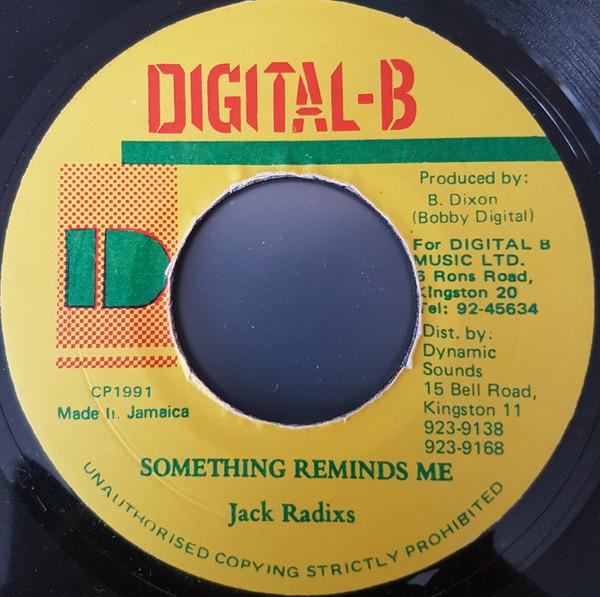 DIGITAL-B
D
Produced by:
B. Dixon
(Bobby Digital)
For DIGITAL B
MUSIC LTD.
6 Rons Road,
Kingston 20
Tel: 92-45634
Dist. by:
Dynamic
Sounds
15 Bell Road,
Kingston 11
923-9138
923-9168
CP1991
Made In Jamaica
SOMETHING REMINDS ME
Jack Radixs
UNAUTHORISED COPYING STRICTLY PROHIBITED